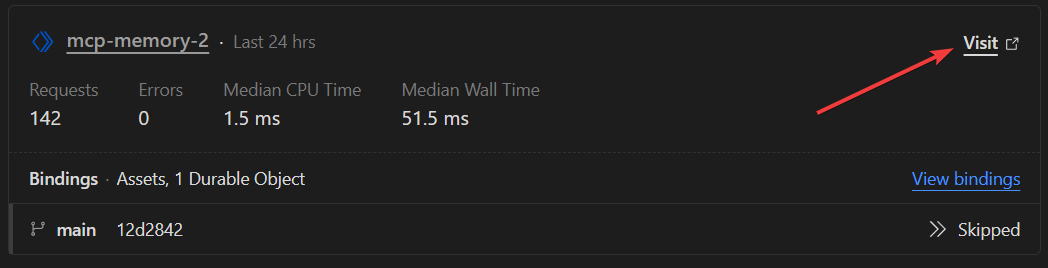 mcp-memory-2 · Last 24 hrs Visit
Requests Errors Median CPU Time Median Wall Time
142 0 1.5 ms 51.5 ms
Bindings · Assets, 1 Durable Object View bindings
main 12d2842 Skipped